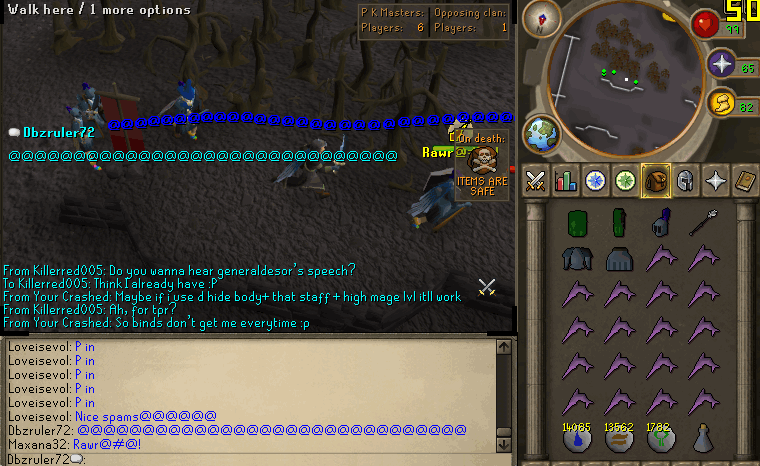 Walk here / 1 more options
P K Masters: Opposing clan:
Players: 6 Players: 1
50
N
99
65
82
Dbzruler72
@@@@@@@@@@@@@@@@@@@@@@@@@@@@@@
On death:
Rawr@
ITEMS ARE
SAFE
From Killerred005: Do you wanna hear generaldesor's speech?
To Killerred005: Think I already have :P
From Your Crashed: Maybe if i use d hide body+ that staff + high mage lvl itll work
From Killerred005: Ah, for tpr?
From Your Crashed: So binds don't get me everytime :p
Loveisevol: P in
Loveisevol: P in
Loveisevol: P in
Loveisevol: P in
Loveisevol: P in
Loveisevol: Nice spams@@@@@@
Dbzruler72: @@@@@@@@@@@@@@@@@@@@@@@@@@@@@@
Maxana32: Rawr@#@!
Dbzruler72:
14085 13562 1782